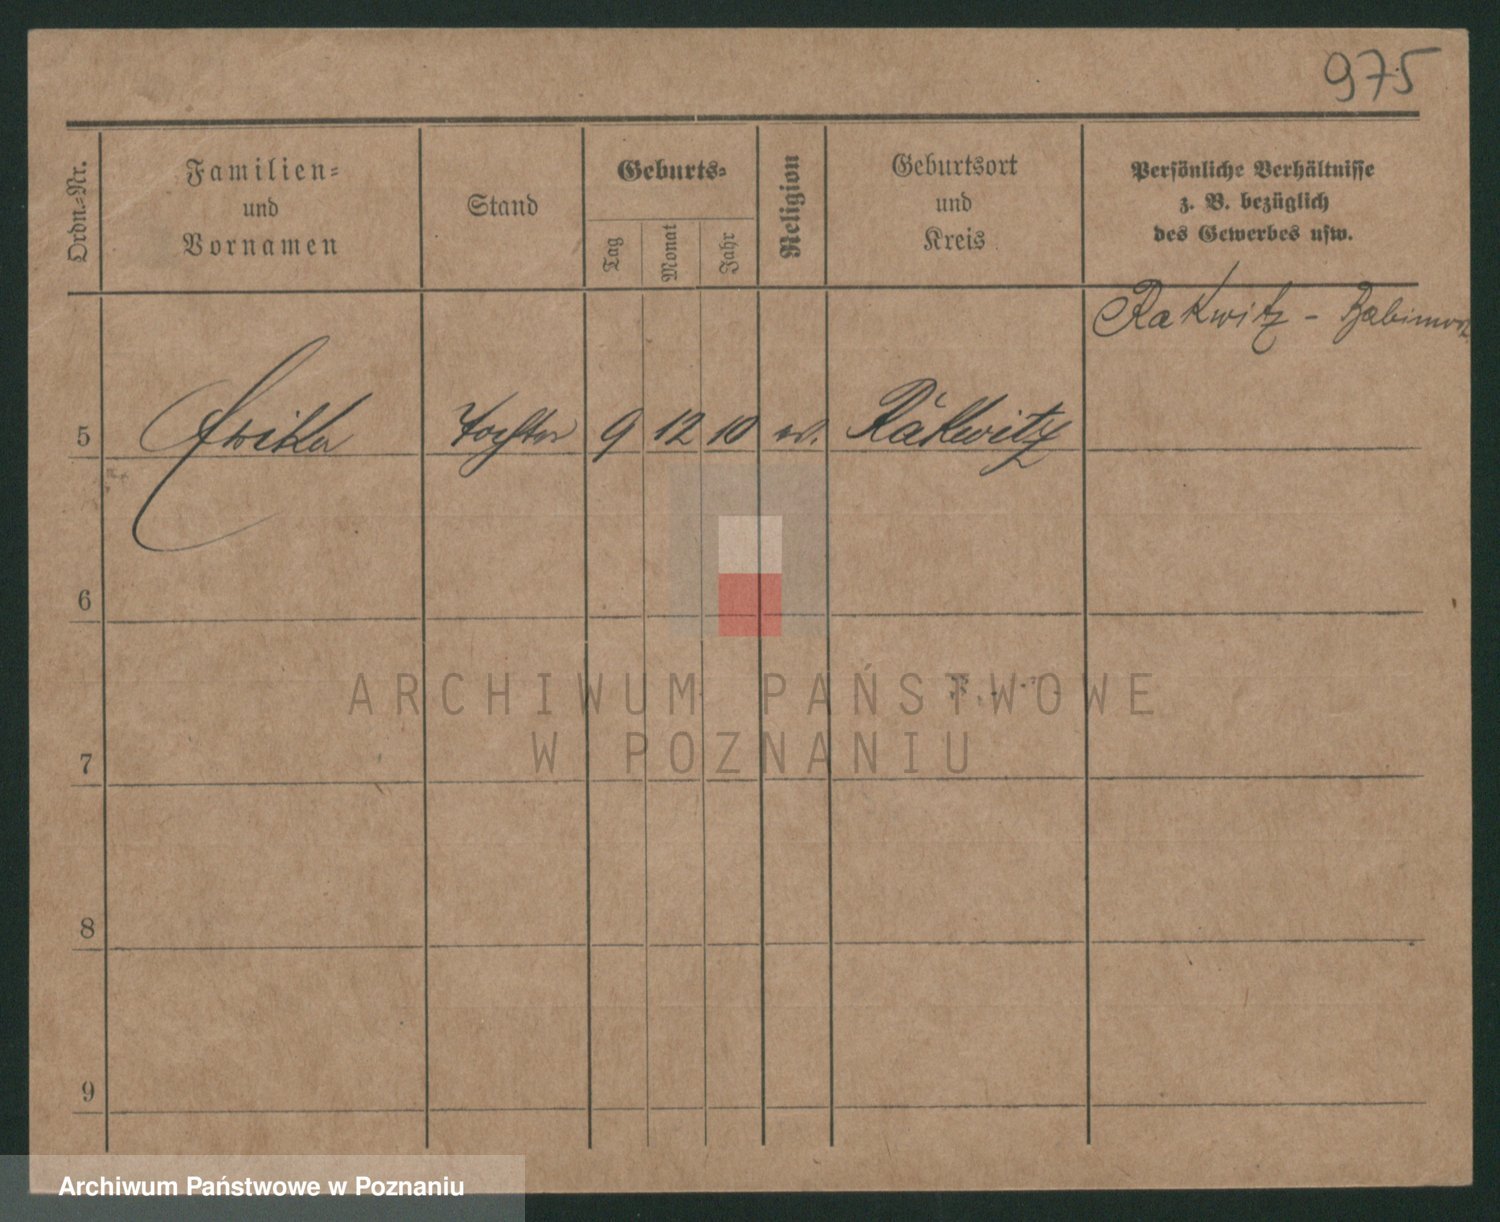 975
Ordn.=Nr.
Familien=
und
Vornamen
Stand
Geburts=
Tag
Monat
Jahr
Religion
Geburtsort
und
Kreis
Persönliche Verhältnisse
z. B. bezüglich
des Gewerbes usw.
Rakwitz -
5 Tochter 9 12 10 Rakwitz
6
7
8
9
ARCHIWUM PAŃSTWOWE
W POZNANIU
Archiwum Państwowe w Poznaniu